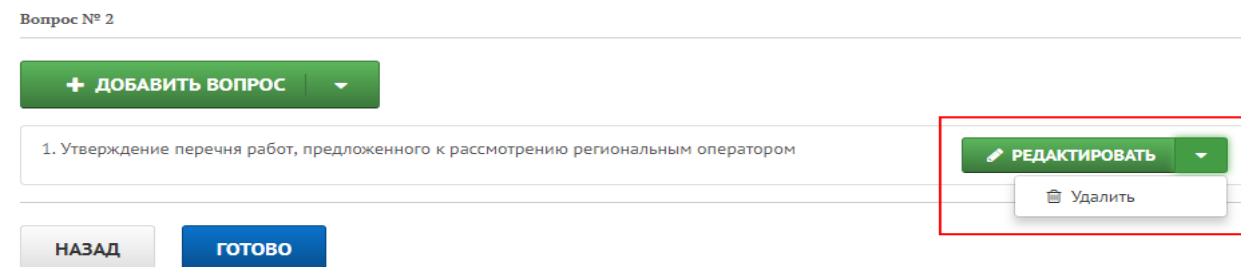 Вопрос № 2
ДОБАВИТЬ ВОПРОС
1. Утверждение перечня работ, предложенного к рассмотрению региональным оператором
РЕДАКТИРОВАТЬ
Удалить
НАЗАД
ГОТОВО